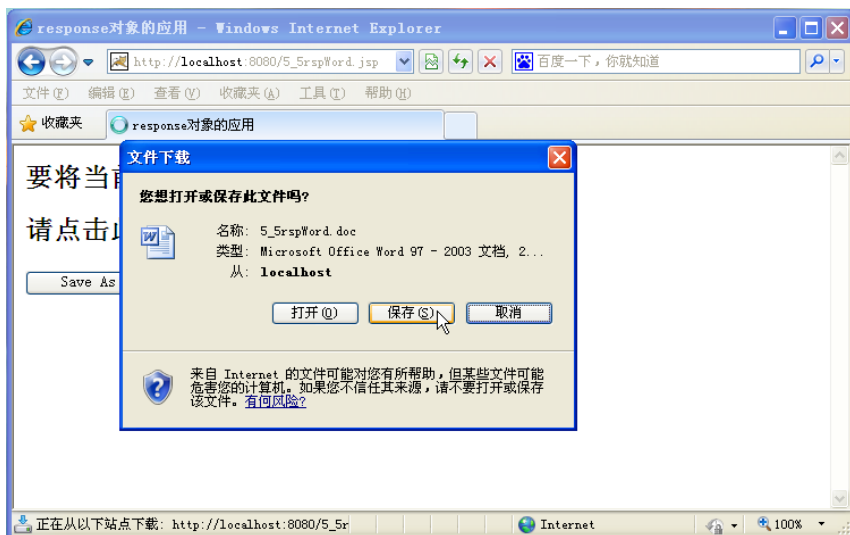 response对象的应用 - Windows Internet Explorer
http://localhost:8080/5_5rspWord.jsp
百度一下，你就知道
文件(F) 编辑(E) 查看(V) 收藏夹(A) 工具(T) 帮助(H)
收藏夹 response对象的应用
要将当
请点击
Save As
文件下载
您想打开或保存此文件吗?
名称: 5_5rspWord.doc
类型: Microsoft Office Word 97 - 2003 文档, 2...
从: localhost
打开(O) 保存(S) 取消
来自 Internet 的文件可能对您有所帮助，但某些文件可能
危害您的计算机。如果您不信任其来源，请不要打开或保存
该文件。有何风险?
正在从以下站点下载: http://localhost:8080/5_5r Internet 100%